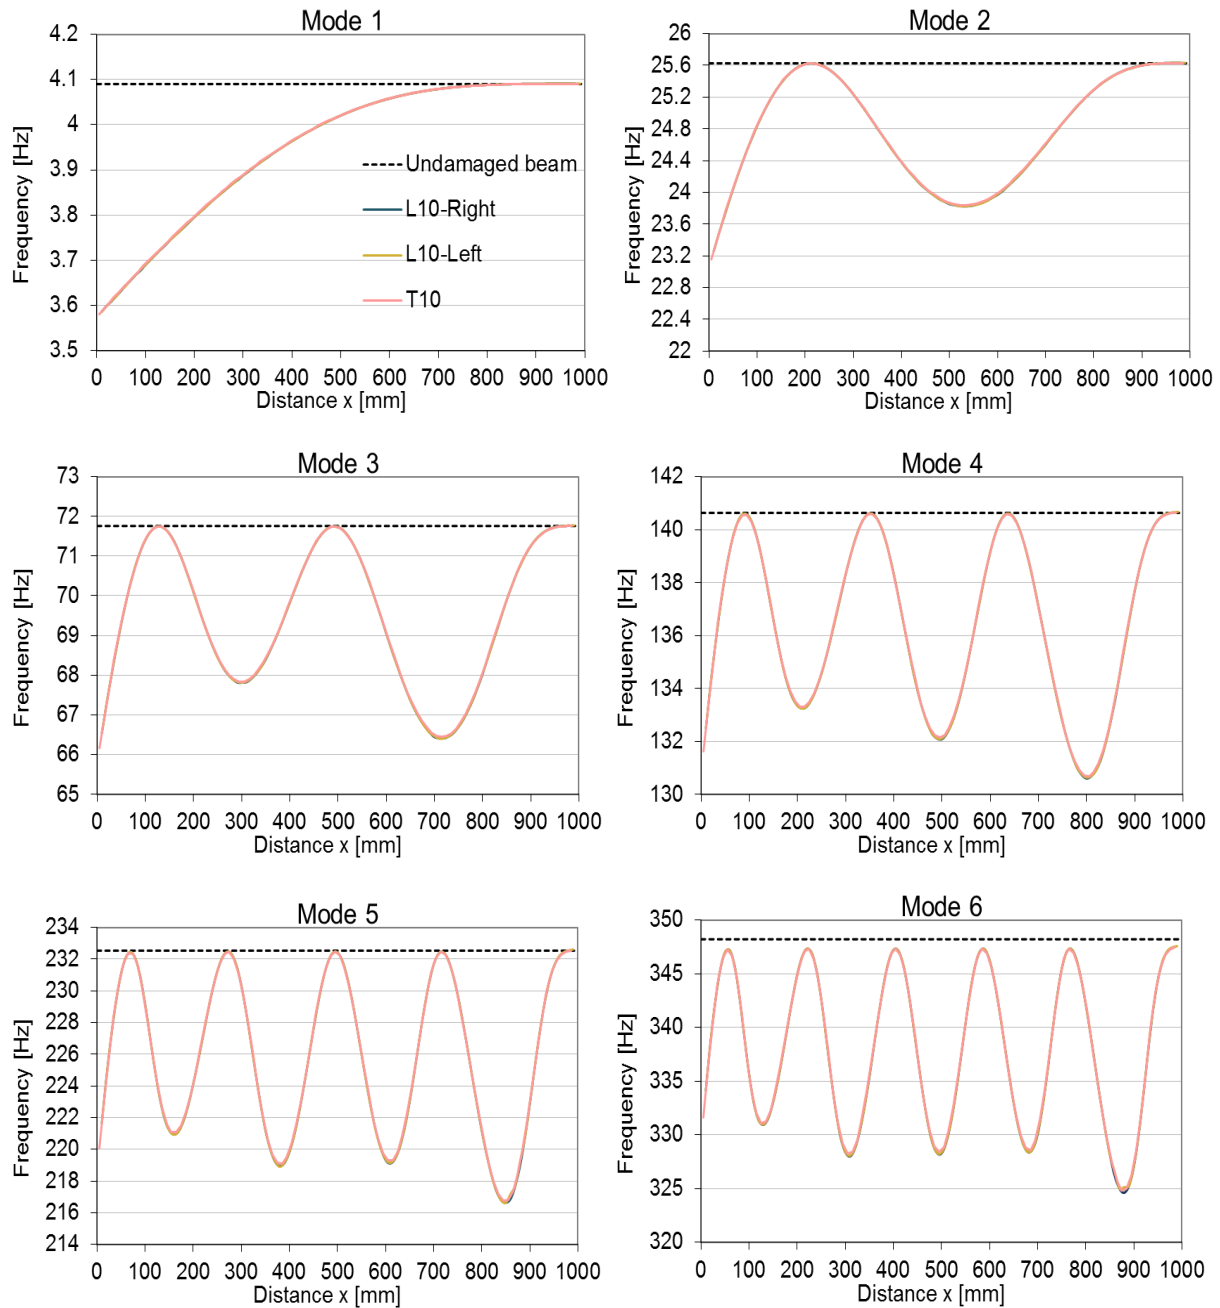 Mode 1
Frequency [Hz]
4.2
4.1
4
3.9
3.8
3.7
3.6
3.5
Undamaged beam
L10-Right
L10-Left
T10
0 100 200 300 400 500 600 700 800 900 1000
Distance x [mm]
Mode 2
Frequency [Hz]
26
25.6
25.2
24.8
24.4
24
23.6
23.2
22.8
22.4
22
0 100 200 300 400 500 600 700 800 900 1000
Distance x [mm]
Mode 3
Frequency [Hz]
73
72
71
70
69
68
67
66
65
0 100 200 300 400 500 600 700 800 900 1000
Distance x [mm]
Mode 4
Frequency [Hz]
142
140
138
136
134
132
130
0 100 200 300 400 500 600 700 800 900 1000
Distance x [mm]
Mode 5
Frequency [Hz]
234
232
230
228
226
224
222
220
218
216
214
0 100 200 300 400 500 600 700 800 900 1000
Distance x [mm]
Mode 6
Frequency [Hz]
350
345
340
335
330
325
320
0 100 200 300 400 500 600 700 800 900 1000
Distance x [mm]